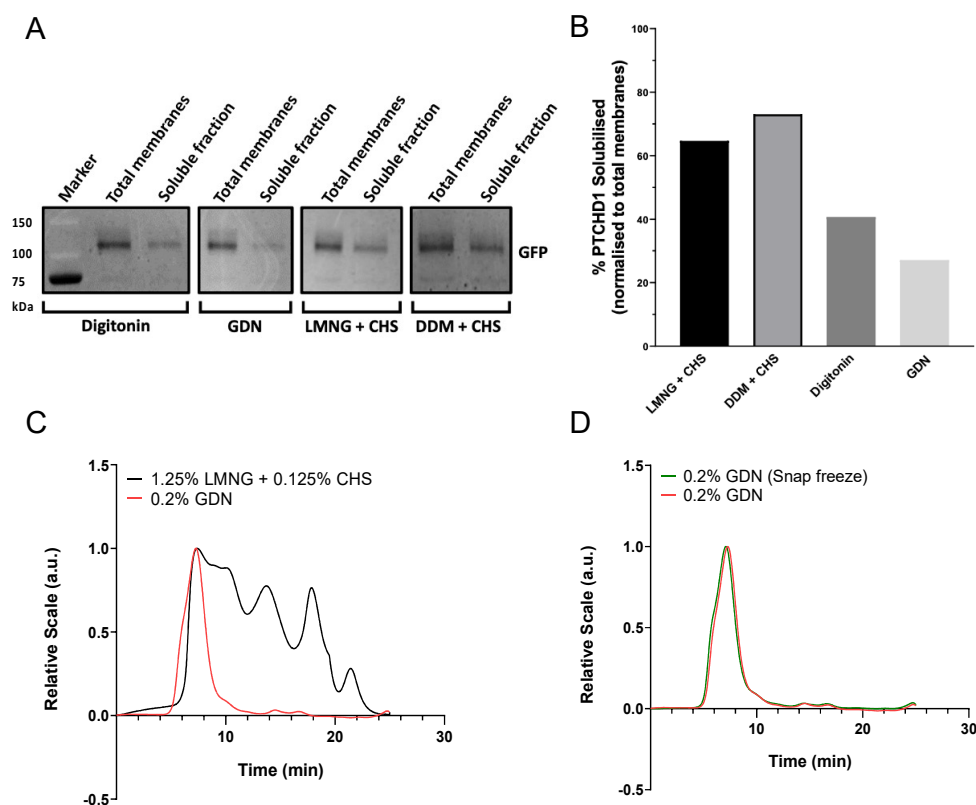 A
Marker
Total membranes
Soluble fraction
Total membranes
Soluble fraction
Total membranes
Soluble fraction
Total membranes
Soluble fraction
150
100
75
kDa
GFP
Digitonin
GDN
LMNG + CHS
DDM + CHS
B
% PTCHD1 Solubilised
(normalised to total membranes)
100
80
60
40
20
0
LMNG + CHS
DDM + CHS
Digitonin
GDN
C
1.25% LMNG + 0.125% CHS
0.2% GDN
Relative Scale (a.u.)
1.5
1.0
0.5
0.0
-0.5
10
20
30
Time (min)
D
0.2% GDN (Snap freeze)
0.2% GDN
Relative Scale (a.u.)
1.5
1.0
0.5
0.0
-0.5
10
20
30
Time (min)